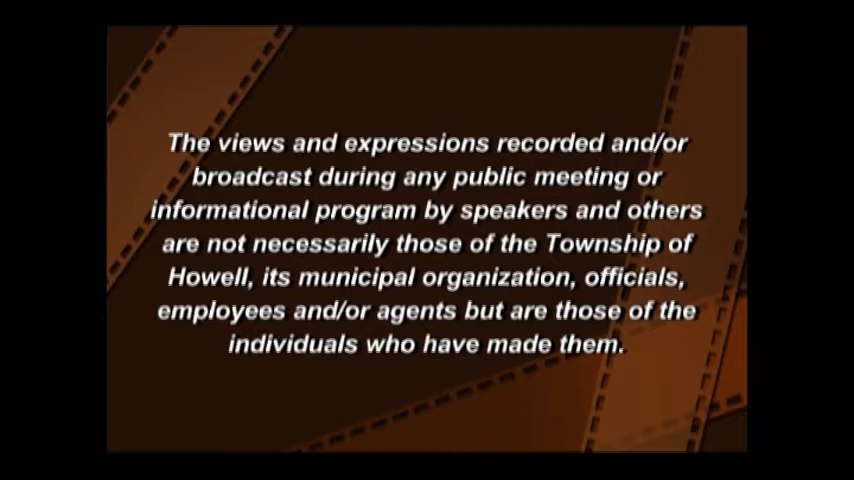 The views and expressions recorded and/or
broadcast during any public meeting or
informational program by speakers and others
are not necessarily those of the Township of
Howell, its municipal organization, officials,
employees and/or agents but are those of the
individuals who have made them.